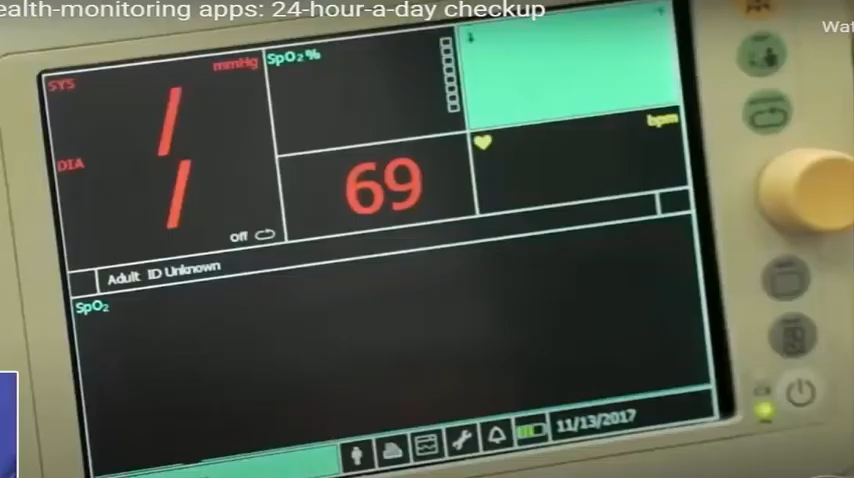 ealth-monitoring apps: 24-hour-a-day checkup
Wat
SYS
mmHg
SpO₂%
DIA
/
/
69
bpm
Off
Adult ID Unknown
SpO₂
11/13/2017